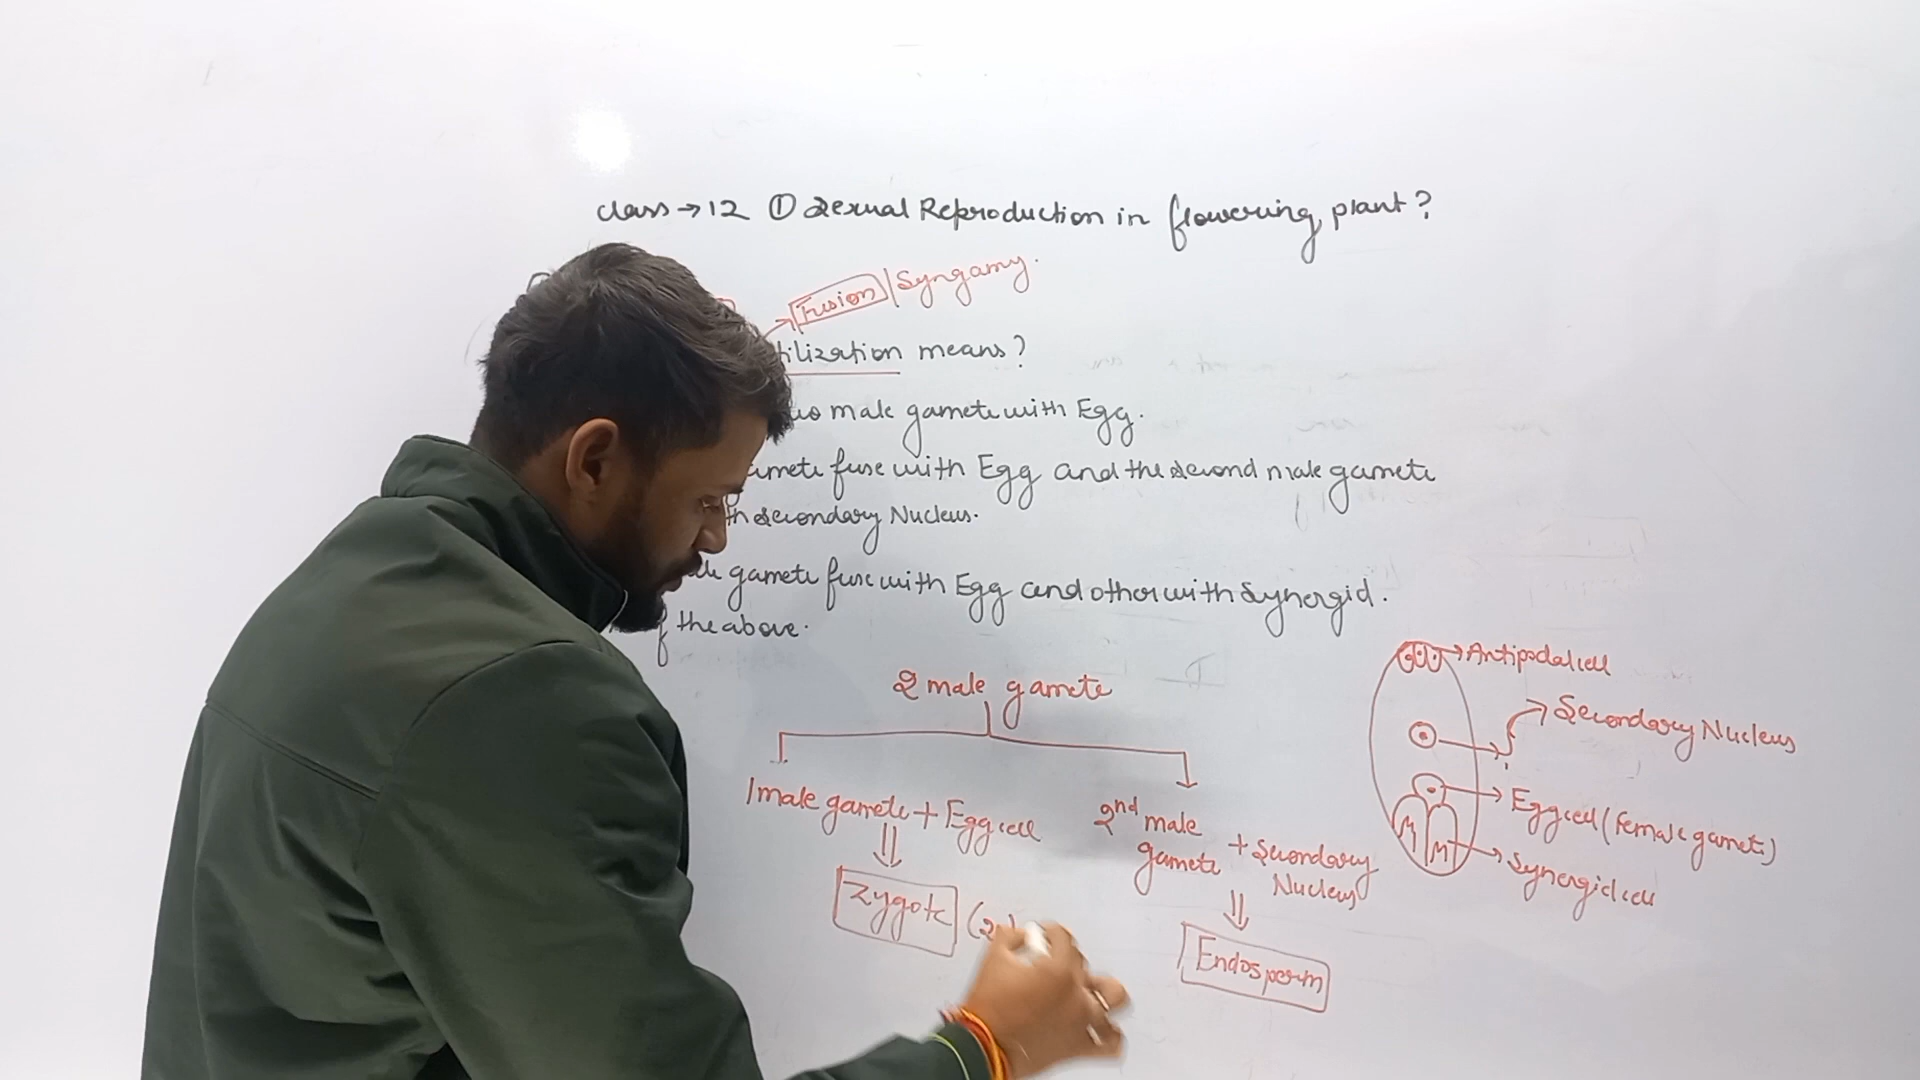 class → 12 ① Sexual Reproduction in flowering plant?
Fusion | Syngamy.
tilization means?
male gamete with Egg.
gamete fuse with Egg and the second male gamete
secondary Nucleus.
gamete fuse with Egg and other with Synergid.
the above.
2 male gamete
1 male gamete + Egg cell
2nd male gamete + Secondary Nucleus
Zygote (2
Endosperm
Antipodal cell
Secondary Nucleus
Egg cell (female gamete)
Synergid cell